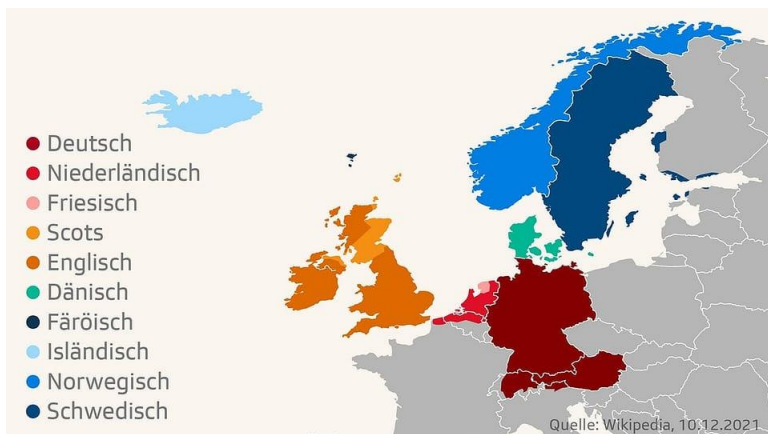 Deutsch
Niederländisch
Friesisch
Scots
Englisch
Dänisch
Färöisch
Isländisch
Norwegisch
Schwedisch
Quelle: Wikipedia, 10.12.2021